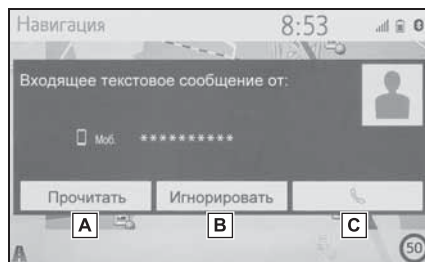 Навигация 8:53
Входящее текстовое сообщение от:
Моб. **********
Прочитать Игнорировать
A B C
A 50